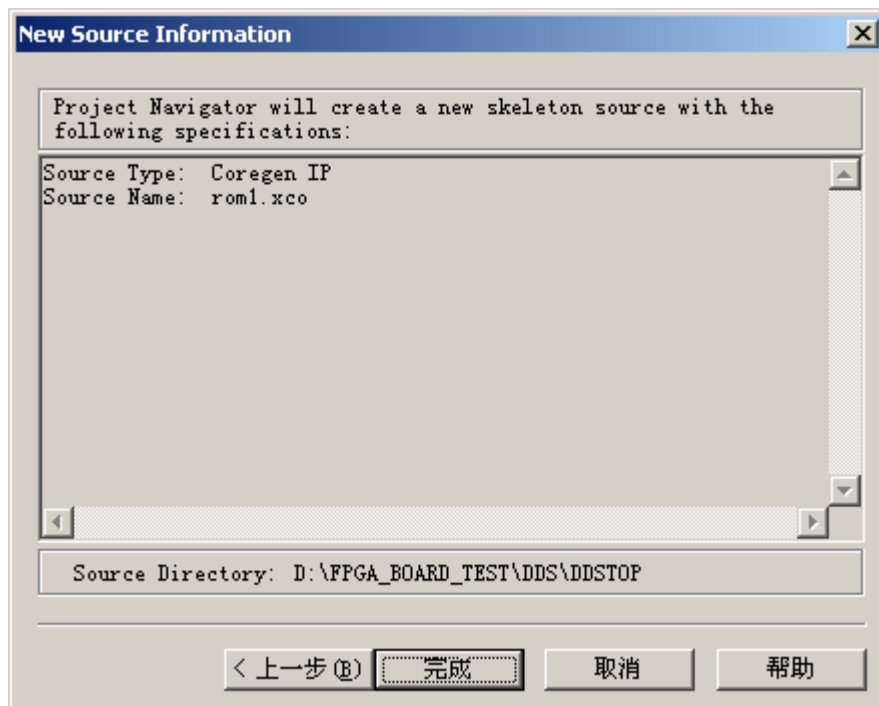 New Source Information
Project Navigator will create a new skeleton source with the
following specifications:
Source Type: Coregen IP
Source Name: rom1.xco
Source Directory: D:\FPGA_BOARD_TEST\DDS\DDSTOP
< 上一步(B) 完成 取消 帮助